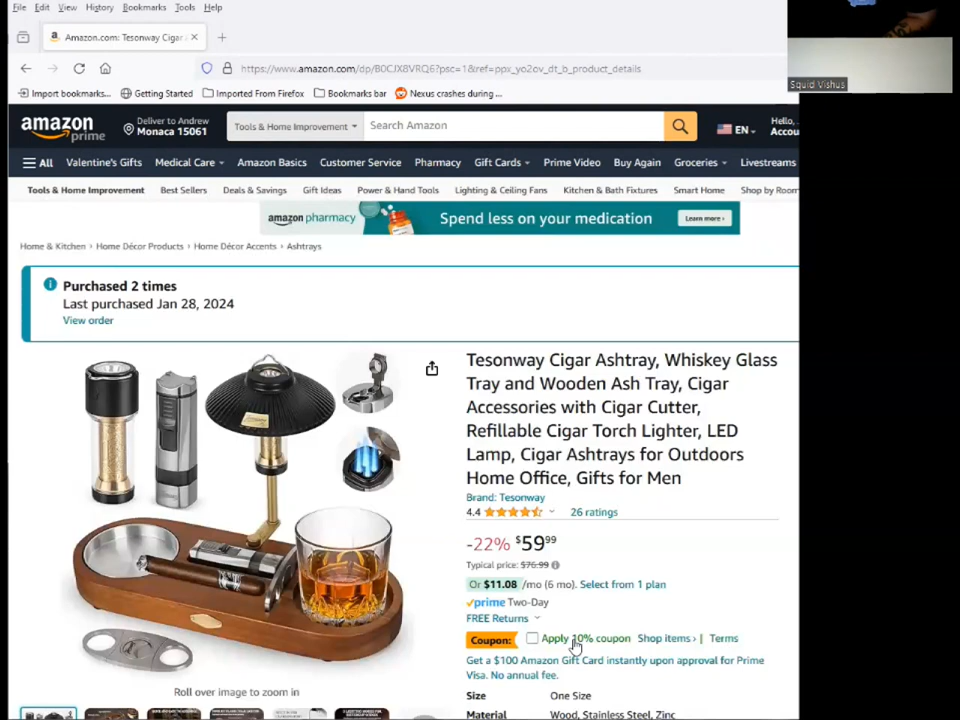 File Edit View History Bookmarks Tools Help
Amazon.com: Tesonway Cigar
https://www.amazon.com/dp/B0CJX8VRQ6?psc=1&ref=ppx_yo2ov_dt_b_product_details
Squid Vishus
Import bookmarks... Getting Started Imported From Firefox Bookmarks bar Nexus crashes during ...
amazon prime
Deliver to Andrew
Monaca 15061
Tools & Home Improvement
Search Amazon
EN
Hello,
Accou
All Valentine's Gifts Medical Care Amazon Basics Customer Service Pharmacy Gift Cards Prime Video Buy Again Groceries Livestreams
Tools & Home Improvement Best Sellers Deals & Savings Gift Ideas Power & Hand Tools Lighting & Ceiling Fans Kitchen & Bath Fixtures Smart Home Shop by Room
amazon pharmacy Spend less on your medication Learn more ›
Home & Kitchen › Home Décor Products › Home Décor Accents › Ashtrays
Purchased 2 times
Last purchased Jan 28, 2024
View order
Tesonway Cigar Ashtray, Whiskey Glass
Tray and Wooden Ash Tray, Cigar
Accessories with Cigar Cutter,
Refillable Cigar Torch Lighter, LED
Lamp, Cigar Ashtrays for Outdoors
Home Office, Gifts for Men
Brand: Tesonway
4.4 26 ratings
-22% $59 99
Typical price: $76.99
Or $11.08 /mo (6 mo). Select from 1 plan
prime Two-Day
FREE Returns
Coupon: Apply 10% coupon Shop items › | Terms
Get a $100 Amazon Gift Card instantly upon approval for Prime
Visa. No annual fee.
Roll over image to zoom in
Size One Size
Material Wood, Stainless Steel, Zinc